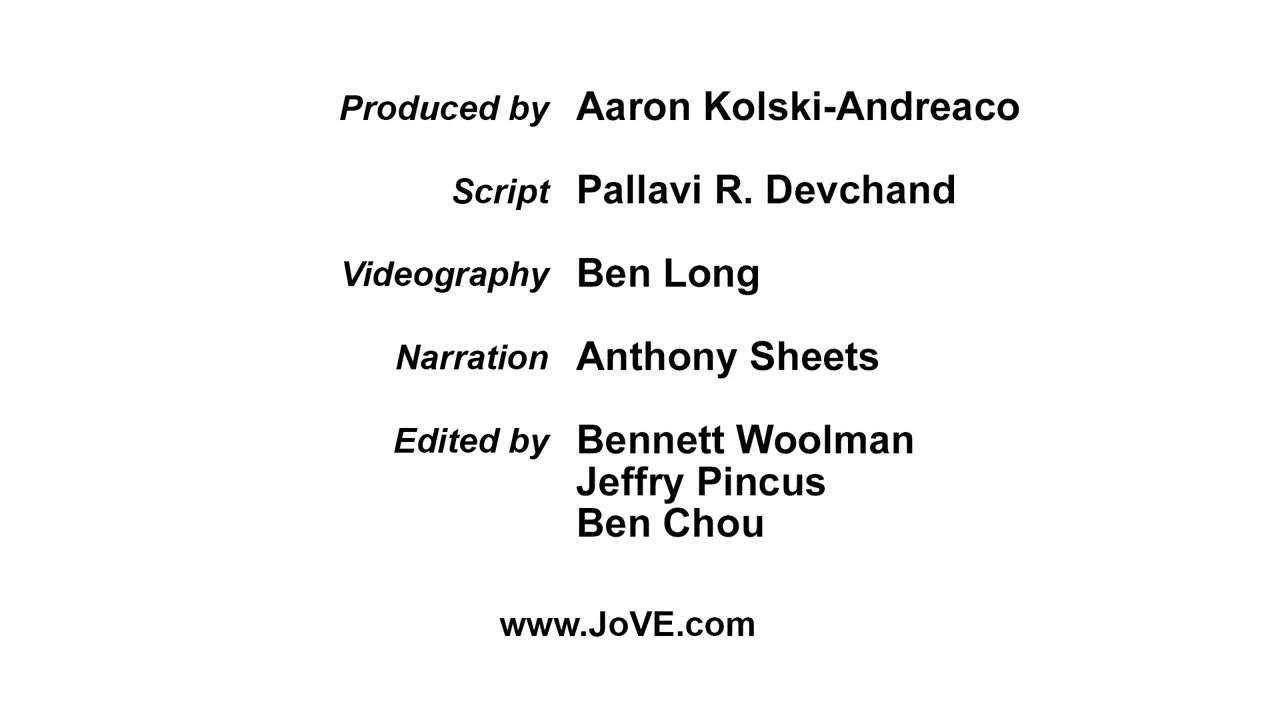 Produced by Aaron Kolski-Andreaco
Script Pallavi R. Devchand
Videography Ben Long
Narration Anthony Sheets
Edited by Bennett Woolman
Jeffry Pincus
Ben Chou
www.JoVE.com